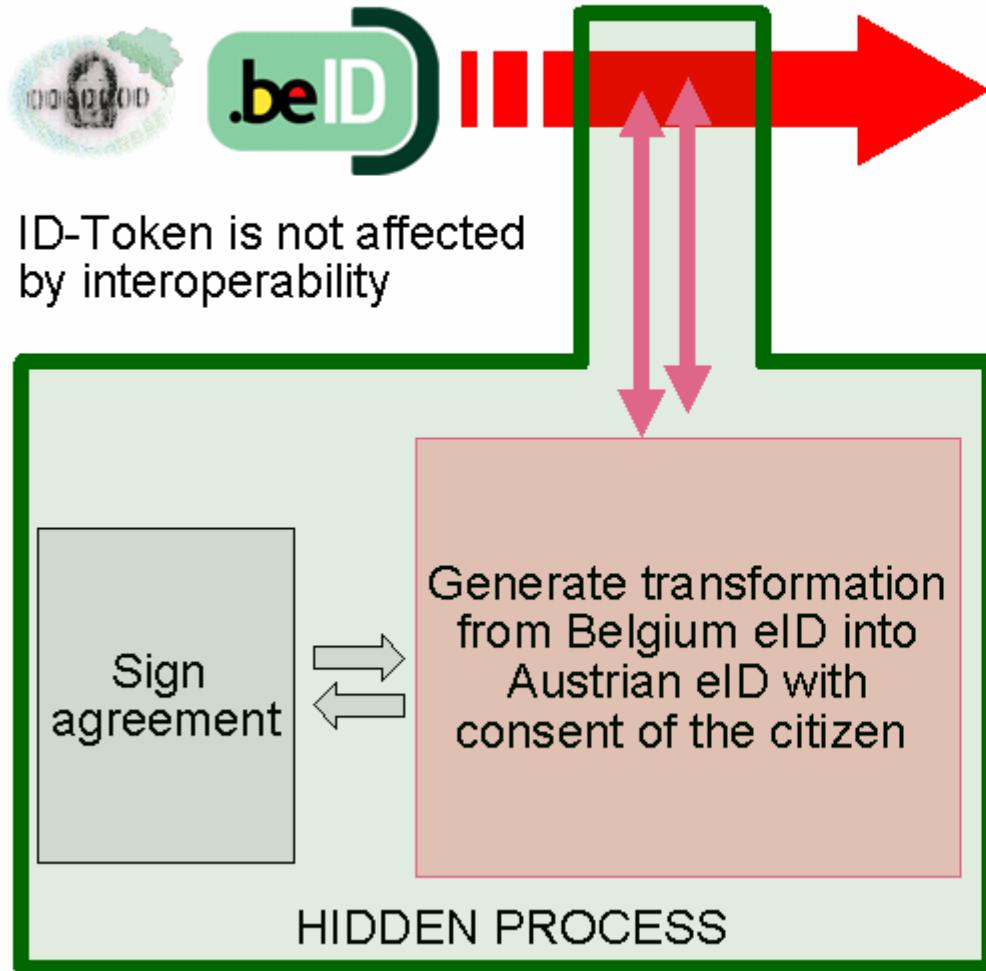 .beID
ID-Token is not affected
by interoperability
Generate transformation
from Belgium eID into
Austrian eID with
consent of the citizen
Sign
agreement
HIDDEN PROCESS